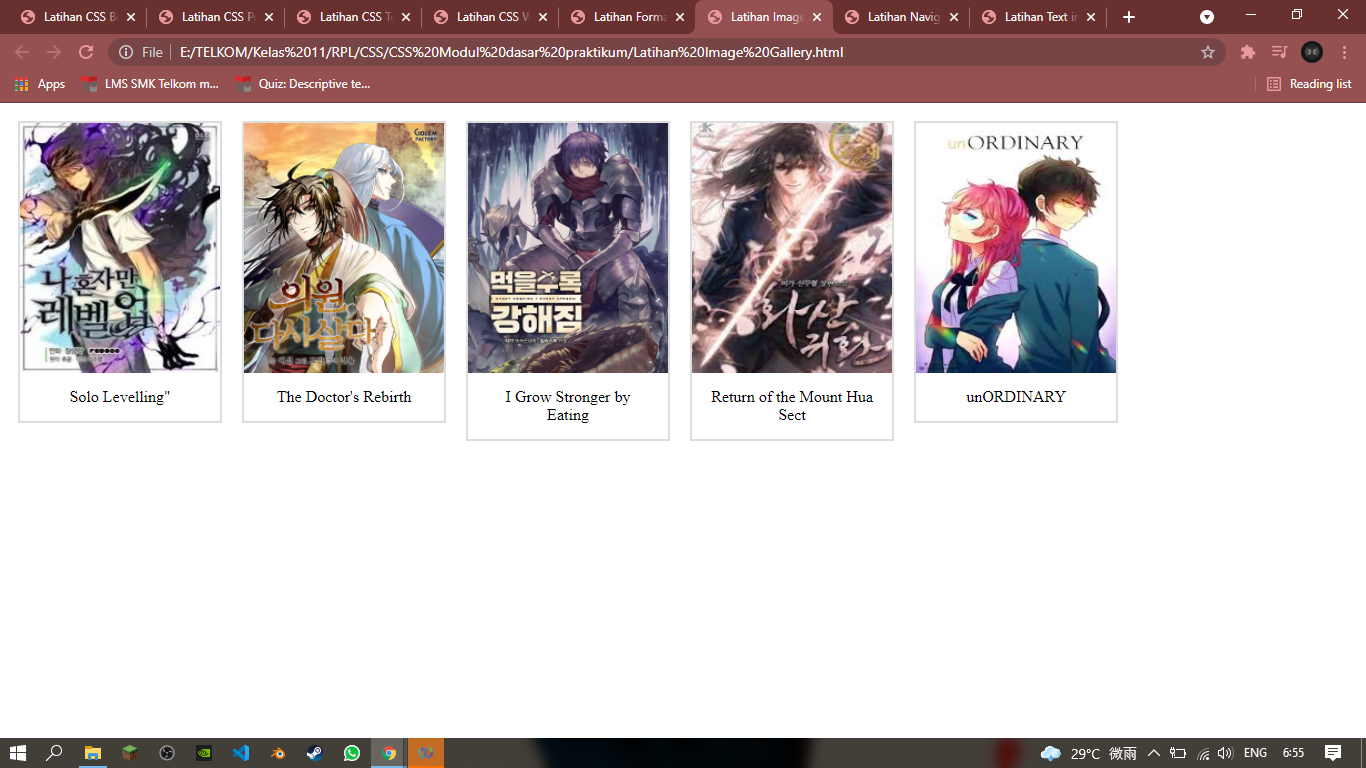 Latihan CSS B
Latihan CSS P
Latihan CSS T
Latihan CSS W
Latihan Forma
Latihan Image
Latihan Navig
Latihan Text i
File
E:/TELKOM/Kelas%2011/RPL/CSS/CSS%20Modul%20dasar%20praktikum/Latihan%20Image%20Gallery.html
Apps
LMS SMK Telkom m...
Quiz: Descriptive te...
Reading list
나 혼자만
레벨업
GOLEM
FACTORY
의원,
다시 살다
먹을수록
강해짐
화산
귀환
unORDINARY
Solo Levelling"
The Doctor's Rebirth
I Grow Stronger by
Eating
Return of the Mount Hua
Sect
unORDINARY
29°C 微雨
ENG
6:55